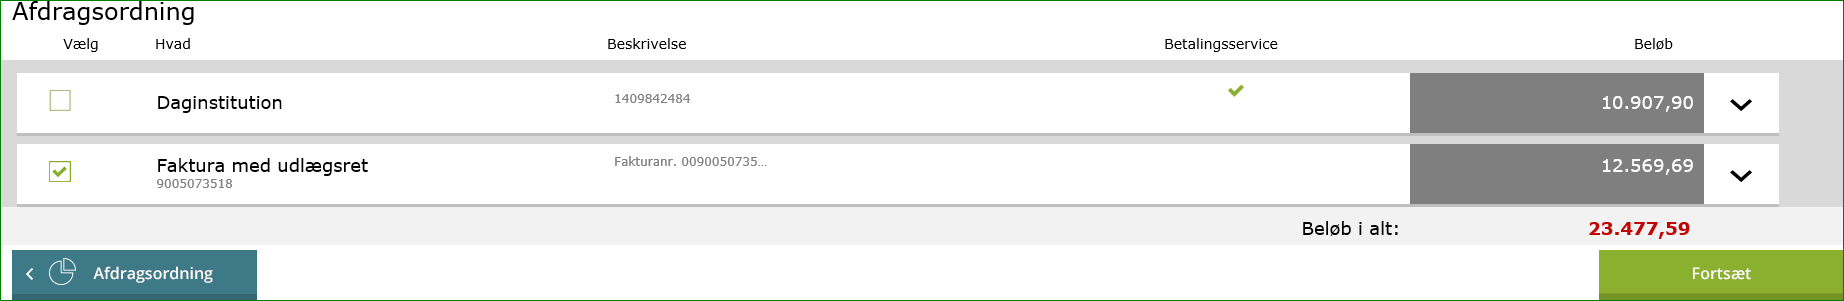 Afdragsordning
Vælg Hvad Beskrivelse Betalingsservice Beløb
Daginstitution 1409842484 10.907,90
Faktura med udlægsret Fakturanr. 0090050735... 12.569,69
9005073518
Beløb i alt: 23.477,59
Afdragsordning Fortsæt